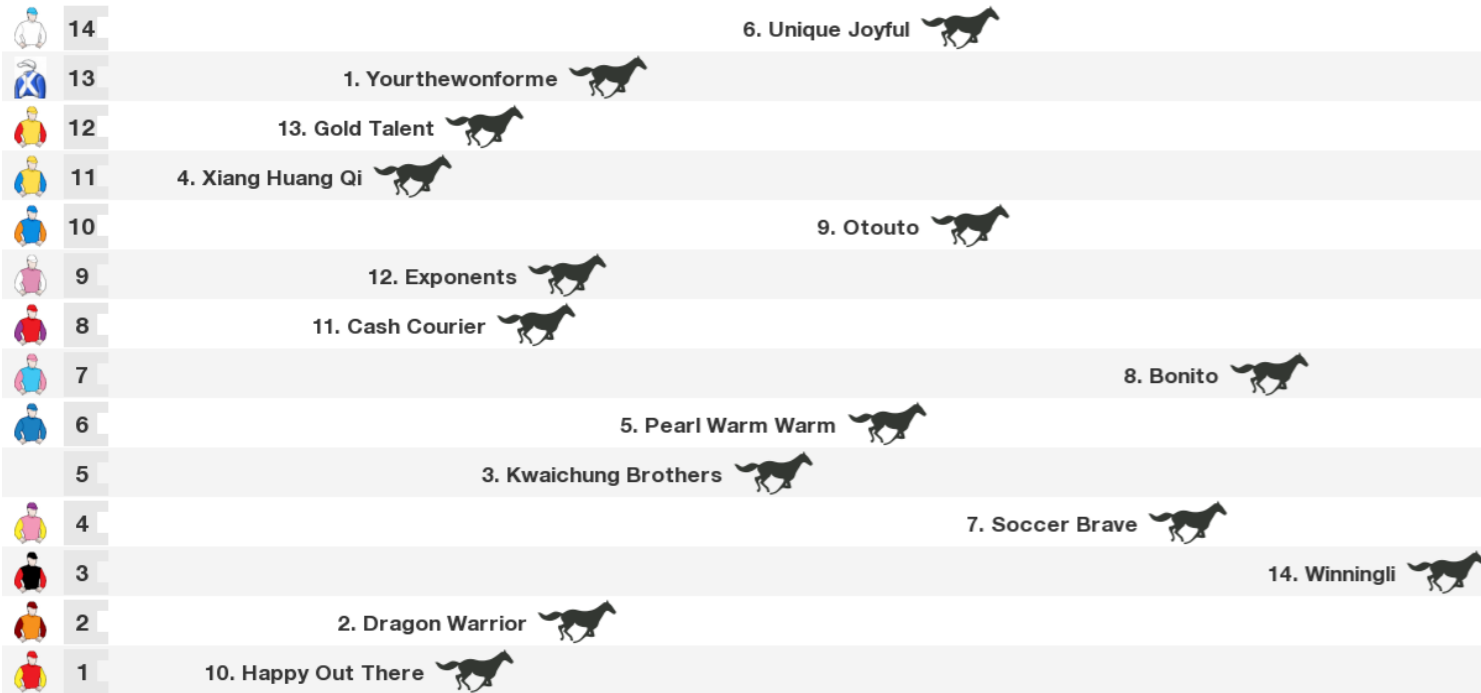 14 6. Unique Joyful
13 1. Yourthewonforme
12 13. Gold Talent
11 4. Xiang Huang Qi
10 9. Otouto
9 12. Exponents
8 11. Cash Courier
7 8. Bonito
6 5. Pearl Warm Warm
5 3. Kwaichung Brothers
4 7. Soccer Brave
3 14. Winningli
2 2. Dragon Warrior
1 10. Happy Out There